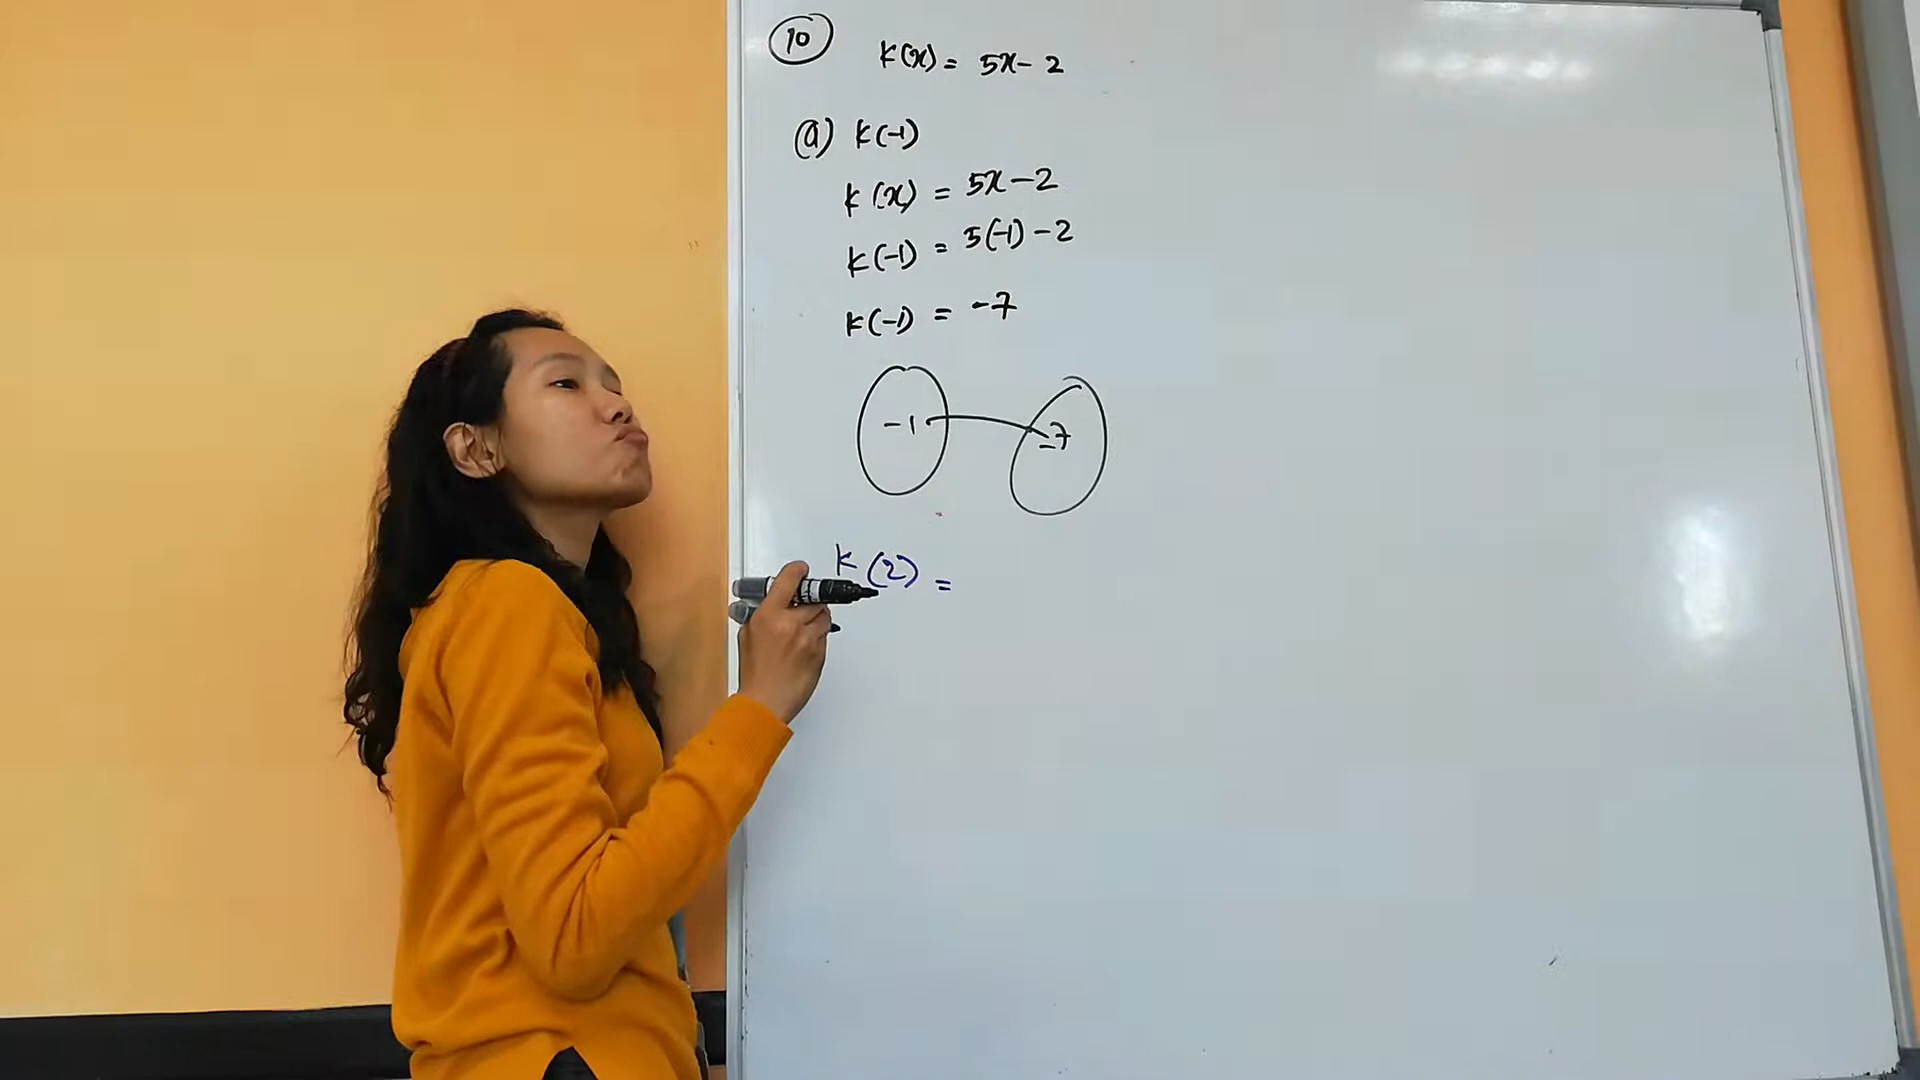 10
k(x) = 5x - 2
(a) k(-1)
k(x) = 5x - 2
k(-1) = 5(-1) - 2
k(-1) = -7
-1 -7
k(2) =